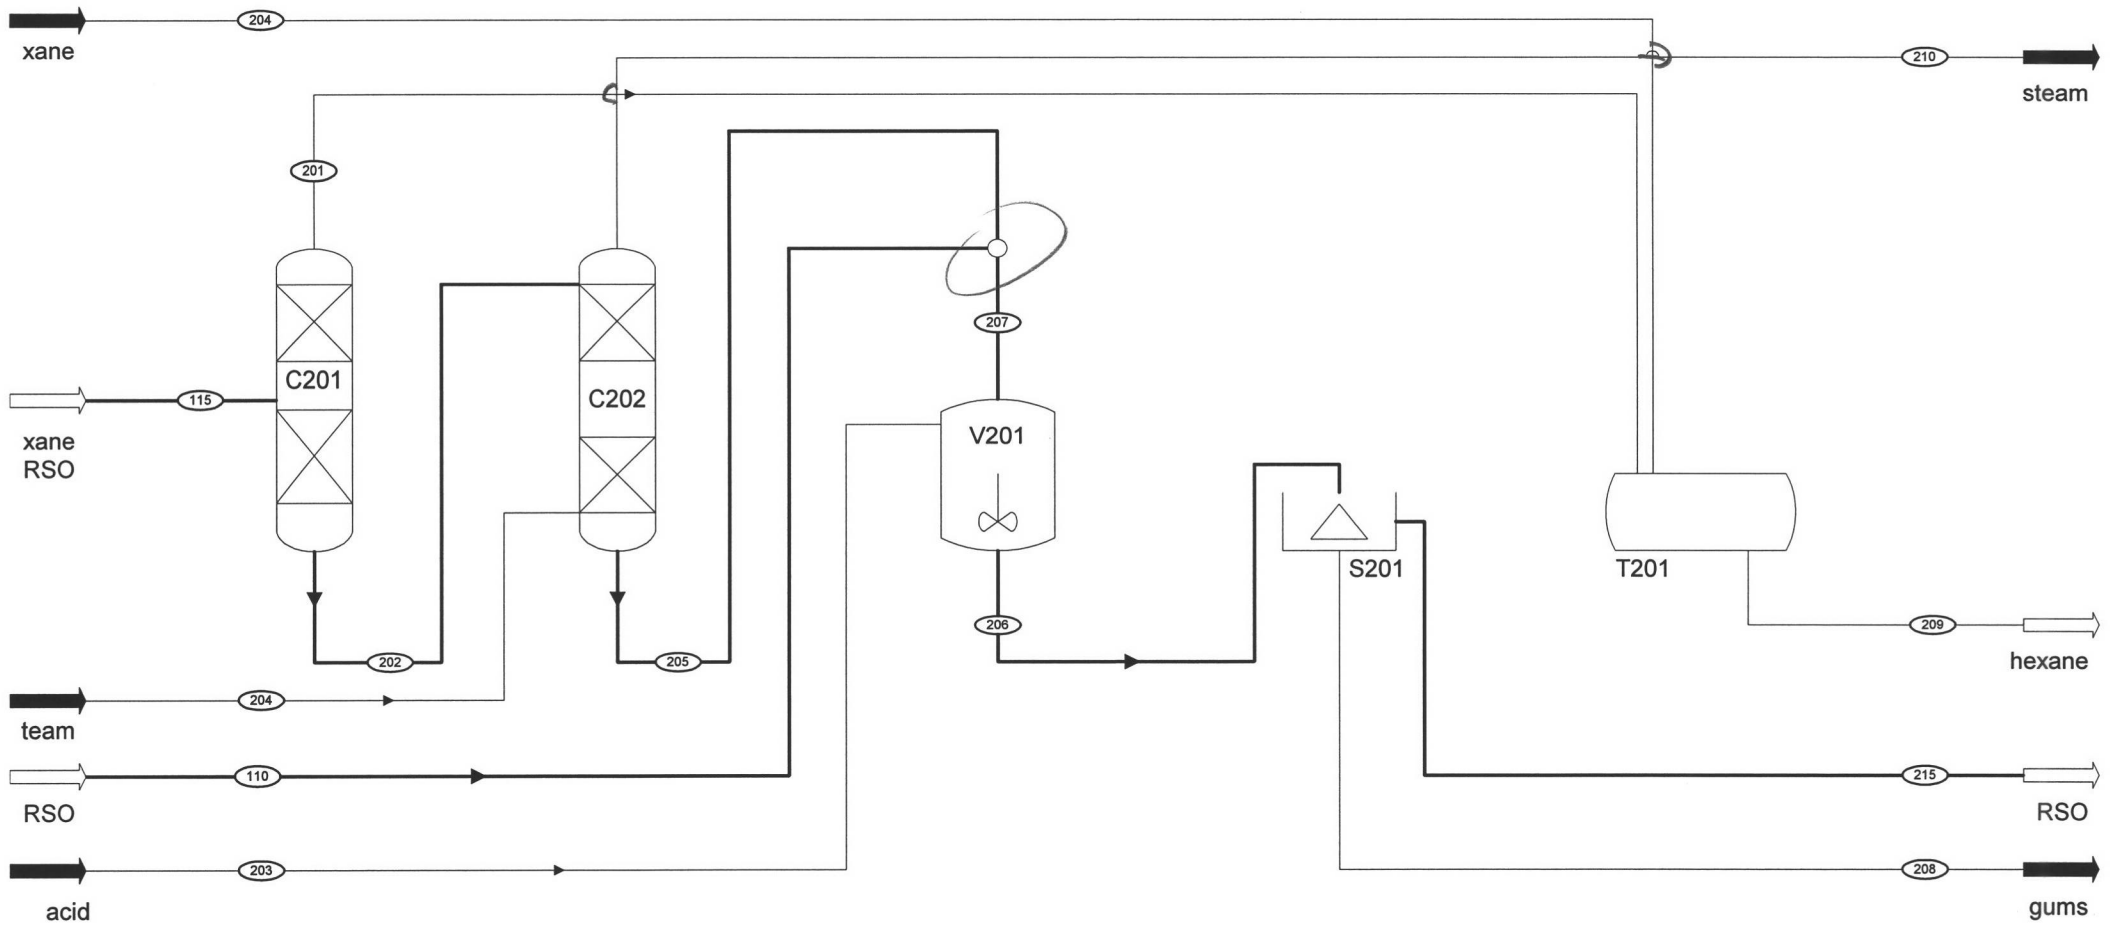 204
xane
210
steam
201
207
C201
C202
115
V201
xane
RSO
S201
T201
206
209
hexane
202
205
204
team
110
215
RSO
RSO
203
208
acid
gums